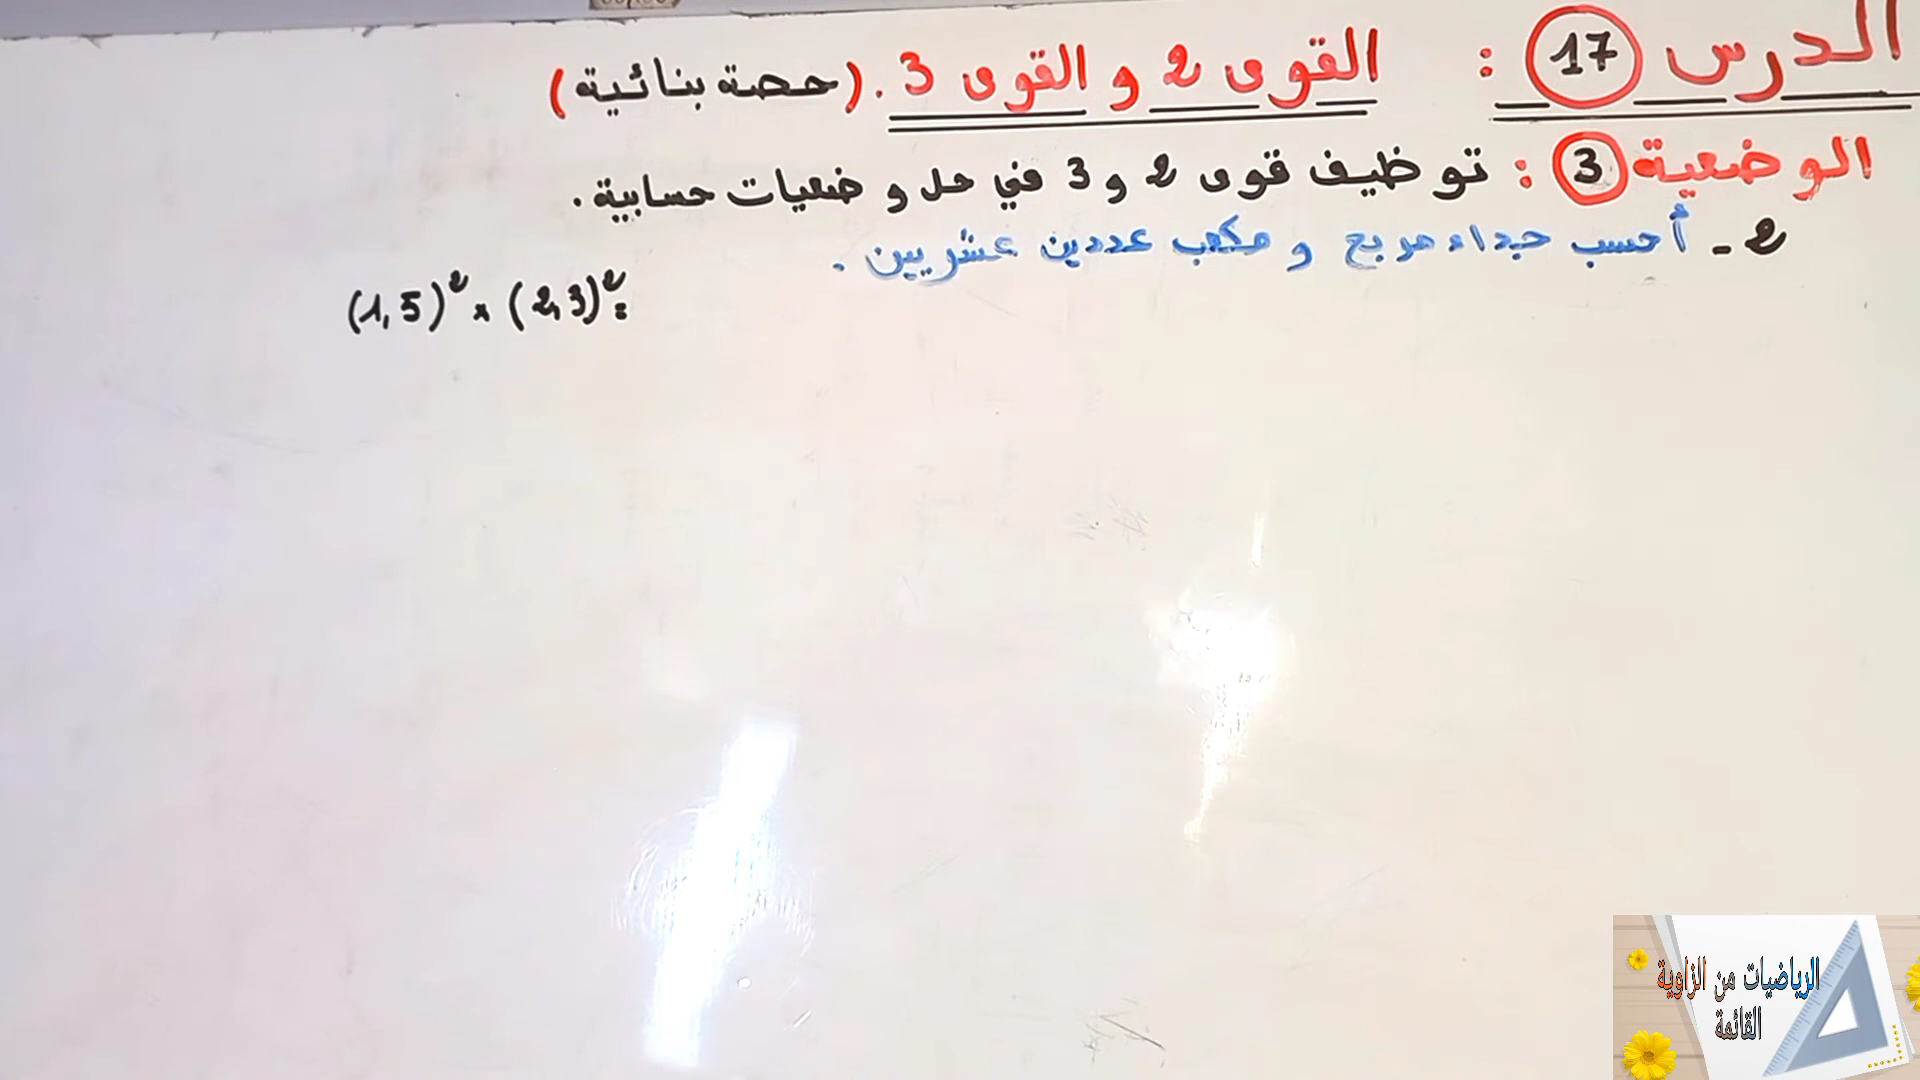 الدرس 17 : القوى 2 و القوى 3 . (حصة بنائية)
الوضعية 3 : توظيف قوى 2 و 3 في حل وضعيات حسابية .
2 - أحسب جداء مربع و مكعب عددين عشريين .
(1,5)² × (2,3)² =
الرياضيات من الزاوية
القائمة